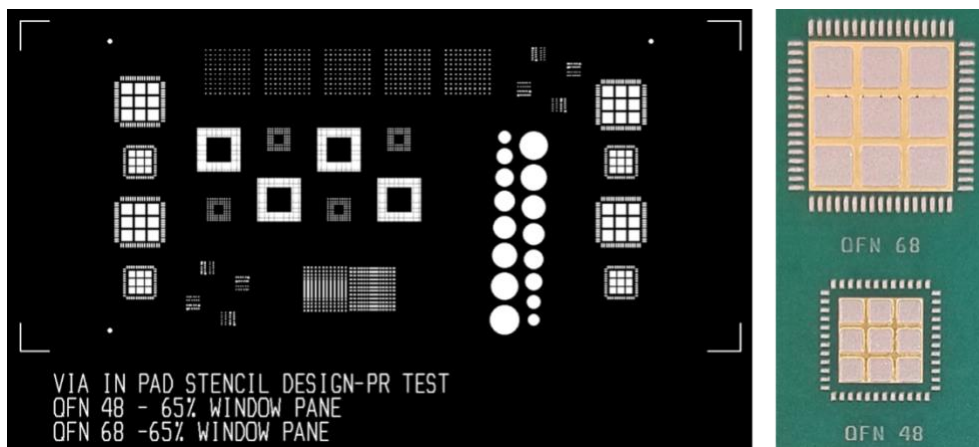 VIA IN PAD STENCIL DESIGN-PR TEST
QFN 48 - 65% WINDOW PANE
QFN 68 -65% WINDOW PANE
QFN 68
QFN 48